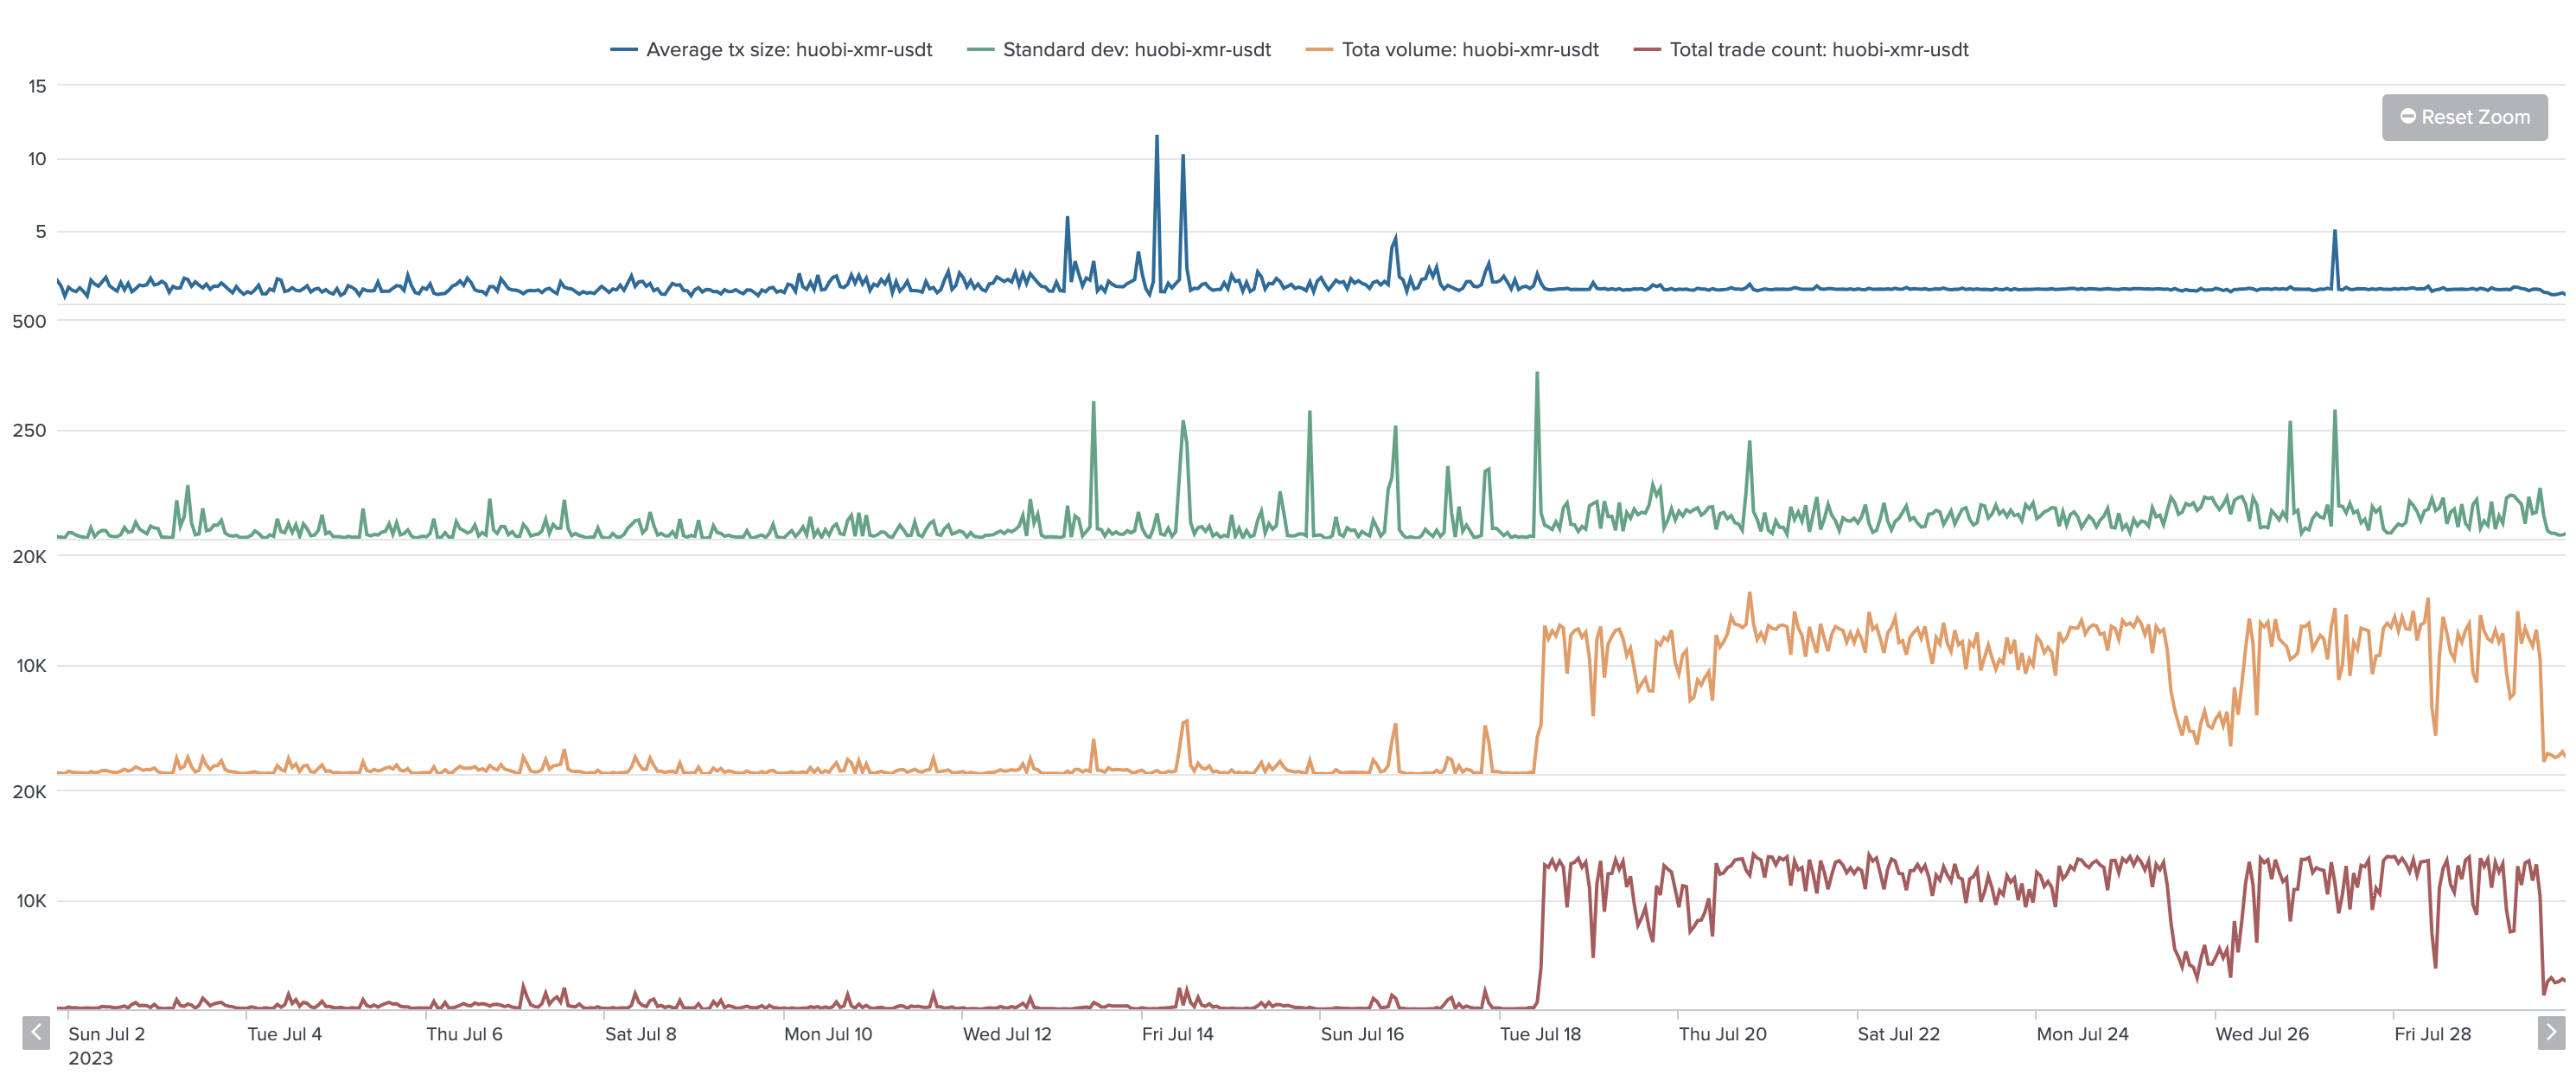 Average tx size: huobi-xmr-usdt Standard dev: huobi-xmr-usdt Tota volume: huobi-xmr-usdt Total trade count: huobi-xmr-usdt
15
Reset Zoom
10
5
500
250
20K
10K
20K
10K
Sun Jul 2 Tue Jul 4 Thu Jul 6 Sat Jul 8 Mon Jul 10 Wed Jul 12 Fri Jul 14 Sun Jul 16 Tue Jul 18 Thu Jul 20 Sat Jul 22 Mon Jul 24 Wed Jul 26 Fri Jul 28
2023